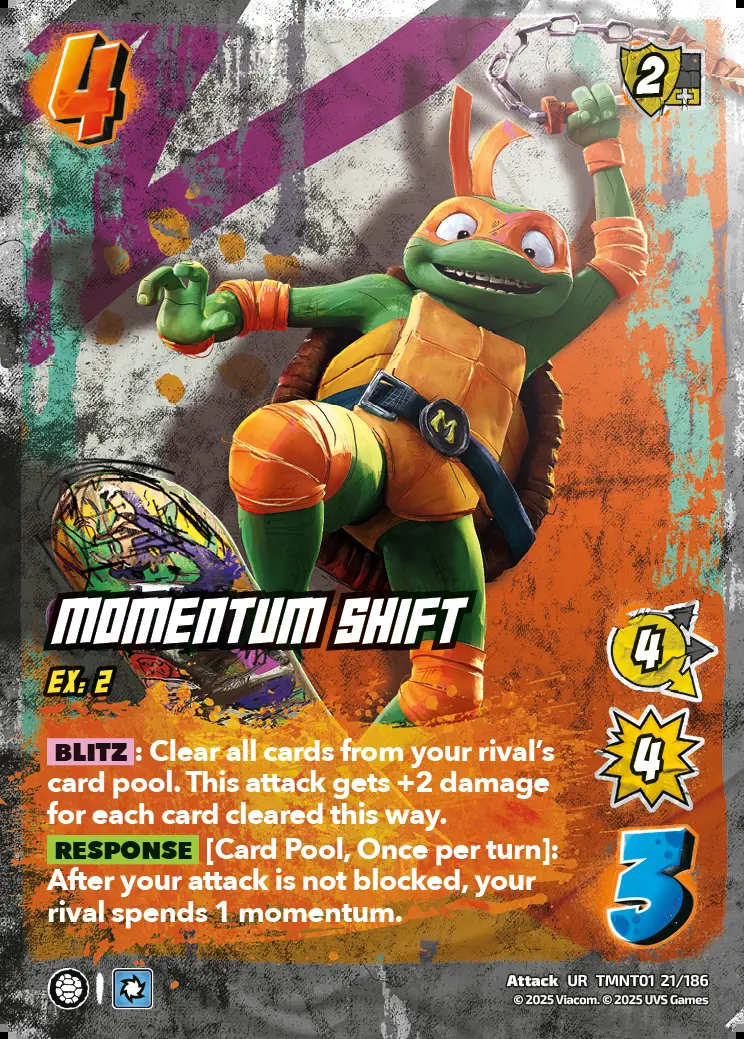 4
2
M
MOMENTUM SHIFT
EX: 2
4
4
3
BLITZ : Clear all cards from your rival's
card pool. This attack gets +2 damage
for each card cleared this way.
RESPONSE [Card Pool, Once per turn]:
After your attack is not blocked, your
rival spends 1 momentum.
Attack UR TMNT01 21/186
© 2025 Viacom. © 2025 UVS Games